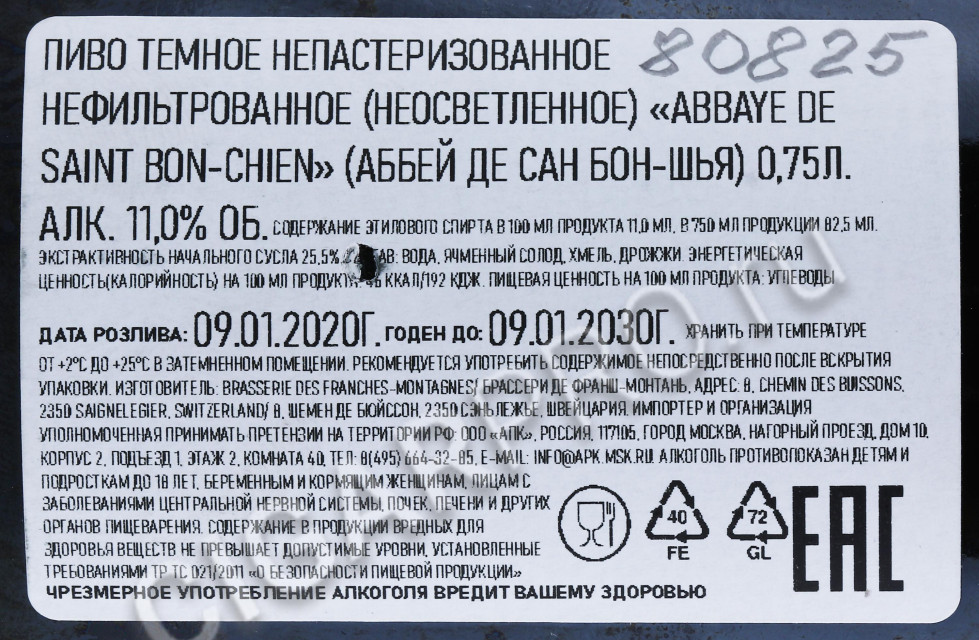 ПИВО ТЕМНОЕ НЕПАСТЕРИЗОВАННОЕ 80825
НЕФИЛЬТРОВАННОЕ (НЕОСВЕТЛЕННОЕ) «ABBAYE DE
SAINT BON-CHIEN» (АББЕЙ ДЕ САН БОН-ШЬЯ) 0,75Л.
АЛК. 11,0% ОБ. СОДЕРЖАНИЕ ЭТИЛОВОГО СПИРТА В 100 МЛ ПРОДУКТА 11,0 МЛ, В 750 МЛ ПРОДУКЦИИ 82,5 МЛ.
ЭКСТРАКТИВНОСТЬ НАЧАЛЬНОГО СУСЛА 25,5% АВ: ВОДА, ЯЧМЕННЫЙ СОЛОД, ХМЕЛЬ, ДРОЖЖИ. ЭНЕРГЕТИЧЕСКАЯ
ЦЕННОСТЬ(КАЛОРИЙНОСТЬ) НА 100 МЛ ПРОДУКТА: 46 ККАЛ/192 КДЖ. ПИЩЕВАЯ ЦЕННОСТЬ НА 100 МЛ ПРОДУКТА: УГЛЕВОДЫ
ДАТА РОЗЛИВА: 09.01.2020Г. ГОДЕН ДО: 09.01.2030Г. ХРАНИТЬ ПРИ ТЕМПЕРАТУРЕ
ОТ +2°С ДО +25°С В ЗАТЕМНЕННОМ ПОМЕЩЕНИИ. РЕКОМЕНДУЕТСЯ УПОТРЕБИТЬ СОДЕРЖИМОЕ НЕПОСРЕДСТВЕННО ПОСЛЕ ВСКРЫТИЯ
УПАКОВКИ. ИЗГОТОВИТЕЛЬ: BRASSERIE DES FRANCHES-MONTAGNES/ БРАССЕРИ ДЕ ФРАНШ-МОНТАНЬ, АДРЕС: 8, CHEMIN DES BUISSONS,
2350 SAIGNELEGIER, SWITZERLAND/ 8, ШЕМЕН ДЕ БЮЙССОН, 2350 СЭНЬЛЕЖЬЕ, ШВЕЙЦАРИЯ. ИМПОРТЕР И ОРГАНИЗАЦИЯ
УПОЛНОМОЧЕННАЯ ПРИНИМАТЬ ПРЕТЕНЗИИ НА ТЕРРИТОРИИ РФ: ООО «АПК», РОССИЯ, 117105, ГОРОД МОСКВА, НАГОРНЫЙ ПРОЕЗД, ДОМ 10,
КОРПУС 2, ПОДЪЕЗД 1, ЭТАЖ 2, КОМНАТА 40, ТЕЛ: 8(495) 664-32-85, E-MAIL: INFO@APK.MSK.RU. АЛКОГОЛЬ ПРОТИВОПОКАЗАН ДЕТЯМ И
ПОДРОСТКАМ ДО 18 ЛЕТ, БЕРЕМЕННЫМ И КОРМЯЩИМ ЖЕНЩИНАМ, ЛИЦАМ С
ЗАБОЛЕВАНИЯМИ ЦЕНТРАЛЬНОЙ НЕРВНОЙ СИСТЕМЫ, ПОЧЕК, ПЕЧЕНИ И ДРУГИХ
ОРГАНОВ ПИЩЕВАРЕНИЯ. СОДЕРЖАНИЕ В ПРОДУКЦИИ ВРЕДНЫХ ДЛЯ
ЗДОРОВЬЯ ВЕЩЕСТВ НЕ ПРЕВЫШАЕТ ДОПУСТИМЫЕ УРОВНИ, УСТАНОВЛЕННЫЕ
ТРЕБОВАНИЯМИ ТР ТС 021/2011 «О БЕЗОПАСНОСТИ ПИЩЕВОЙ ПРОДУКЦИИ»
ЧРЕЗМЕРНОЕ УПОТРЕБЛЕНИЕ АЛКОГОЛЯ ВРЕДИТ ВАШЕМУ ЗДОРОВЬЮ
40
FE
72
GL
EAC
CIGARPRO.ru